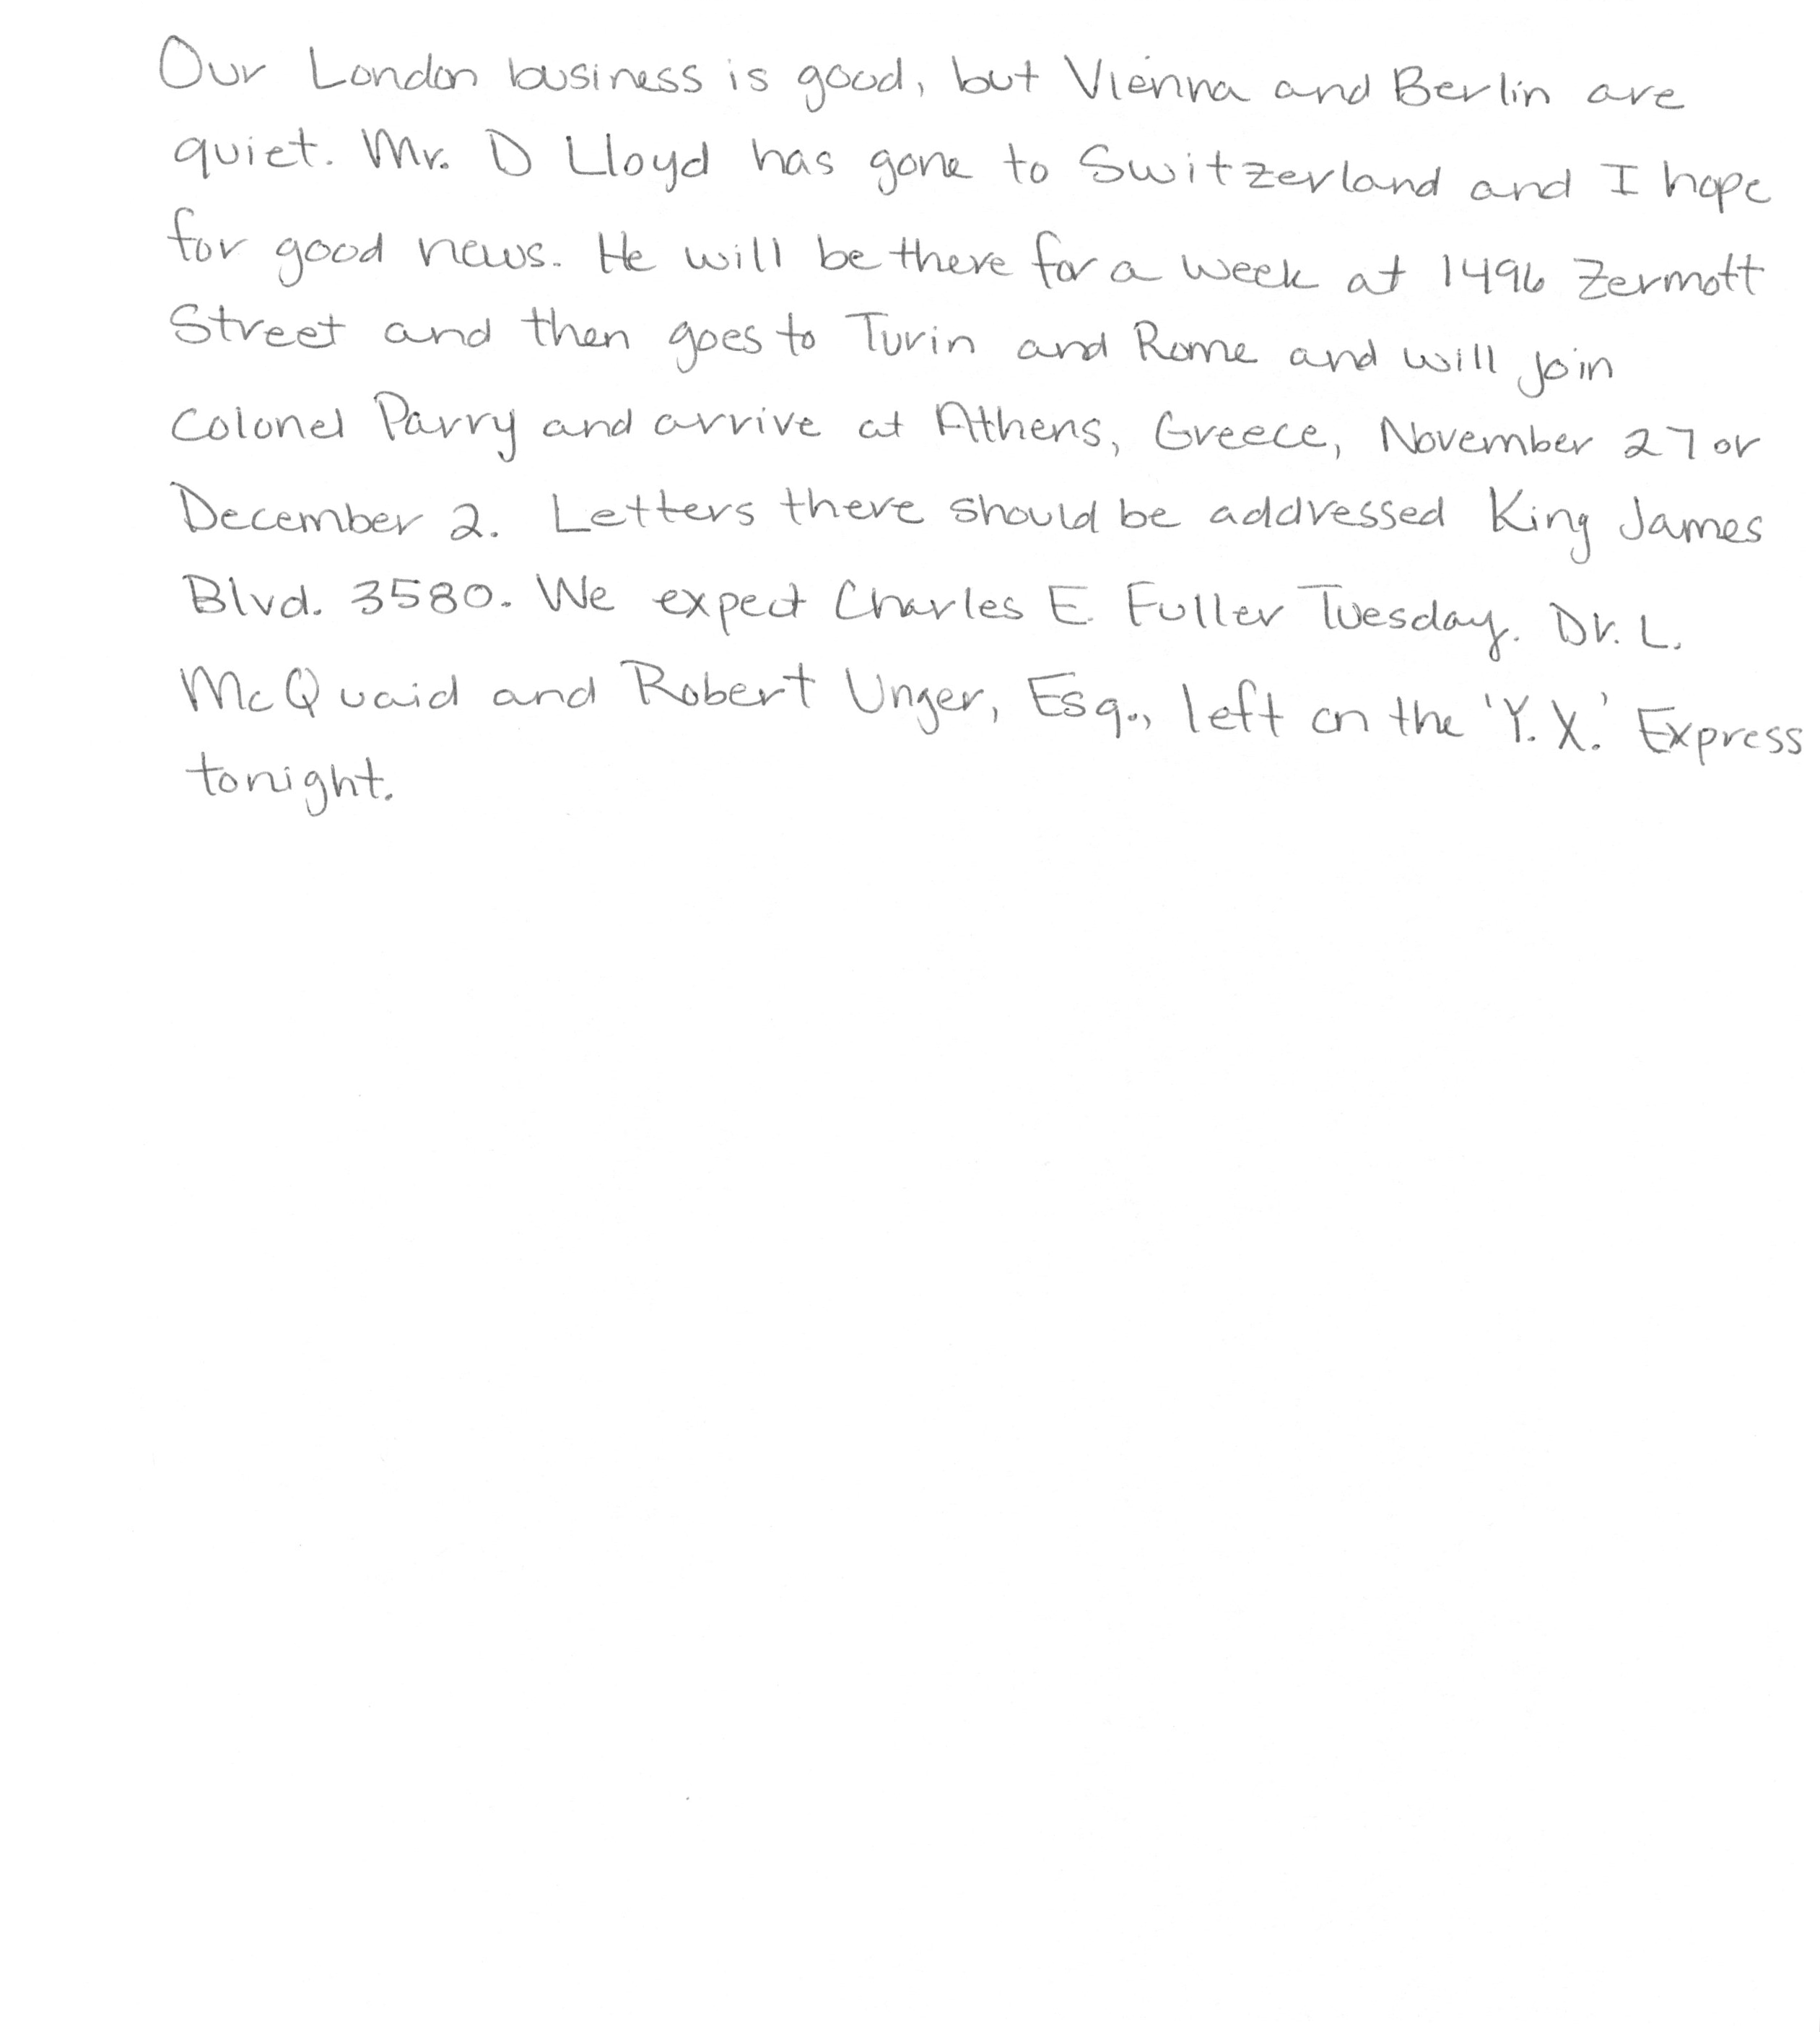 Our London business is good, but Vienna and Berlin are
quiet. Mr. D Lloyd has gone to Switzerland and I hope
for good news. He will be there for a week at 1496 Zermott
Street and then goes to Turin and Rome and will join
Colonel Parry and arrive at Athens, Greece, November 27 or
December 2. Letters there should be addressed King James
Blvd. 3580. We expect Charles E. Fuller Tuesday. Dr. L.
McQuaid and Robert Unger, Esq., left on the 'Y.X.' Express
tonight.